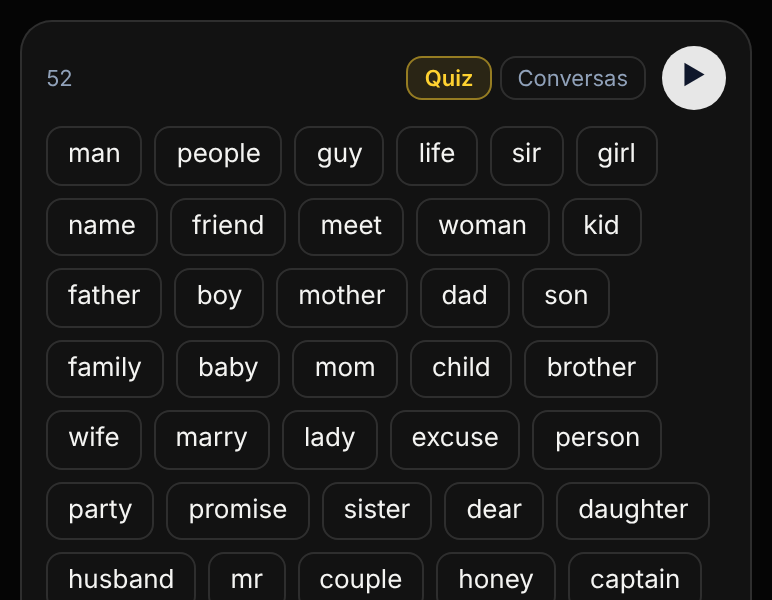 52 Quiz Conversas
man people guy life sir girl
name friend meet woman kid
father boy mother dad son
family baby mom child brother
wife marry lady excuse person
party promise sister dear daughter
husband mr couple honey captain